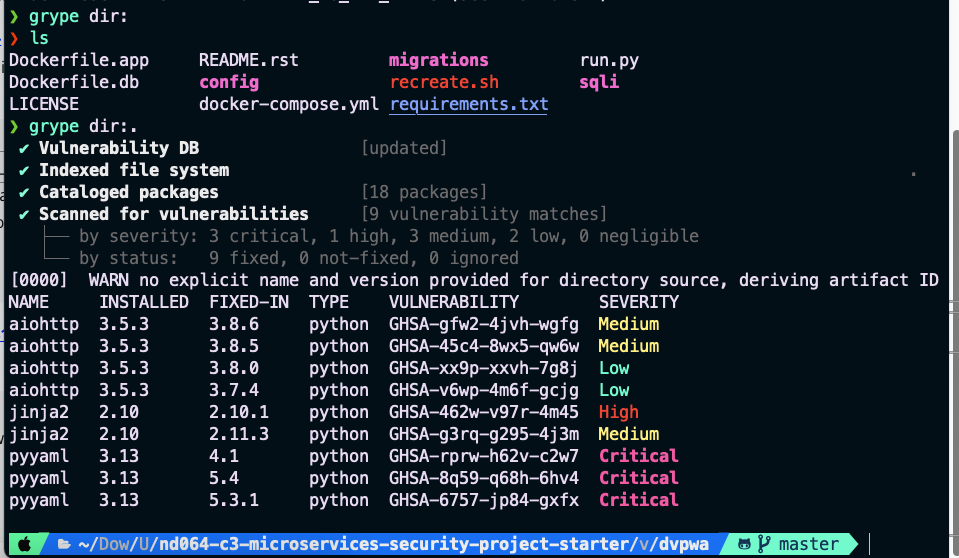 ❯ grype dir:
❯ ls
Dockerfile.app README.rst migrations run.py
Dockerfile.db config recreate.sh sqli
LICENSE docker-compose.yml requirements.txt
❯ grype dir:.
✔ Vulnerability DB [updated]
✔ Indexed file system .
✔ Cataloged packages [18 packages]
✔ Scanned for vulnerabilities [9 vulnerability matches]
├── by severity: 3 critical, 1 high, 3 medium, 2 low, 0 negligible
└── by status: 9 fixed, 0 not-fixed, 0 ignored
[0000] WARN no explicit name and version provided for directory source, deriving artifact ID
NAME INSTALLED FIXED-IN TYPE VULNERABILITY SEVERITY
aiohttp 3.5.3 3.8.6 python GHSA-gfw2-4jvh-wgfg Medium
aiohttp 3.5.3 3.8.5 python GHSA-45c4-8wx5-qw6w Medium
aiohttp 3.5.3 3.8.0 python GHSA-xx9p-xxvh-7g8j Low
aiohttp 3.5.3 3.7.4 python GHSA-v6wp-4m6f-gcjg Low
jinja2 2.10 2.10.1 python GHSA-462w-v97r-4m45 High
jinja2 2.10 2.11.3 python GHSA-g3rq-g295-4j3m Medium
pyyaml 3.13 4.1 python GHSA-rprw-h62v-c2w7 Critical
pyyaml 3.13 5.4 python GHSA-8q59-q68h-6hv4 Critical
pyyaml 3.13 5.3.1 python GHSA-6757-jp84-gxfx Critical
~/Dow/U/nd064-c3-microservices-security-project-starter/v/dvpwa master